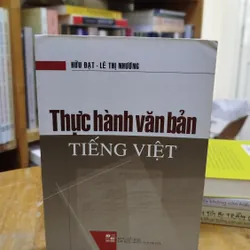 HỮU ĐẠT - LÊ THỊ NHƯỜNG
Thực hành văn bản
TIẾNG VIỆT